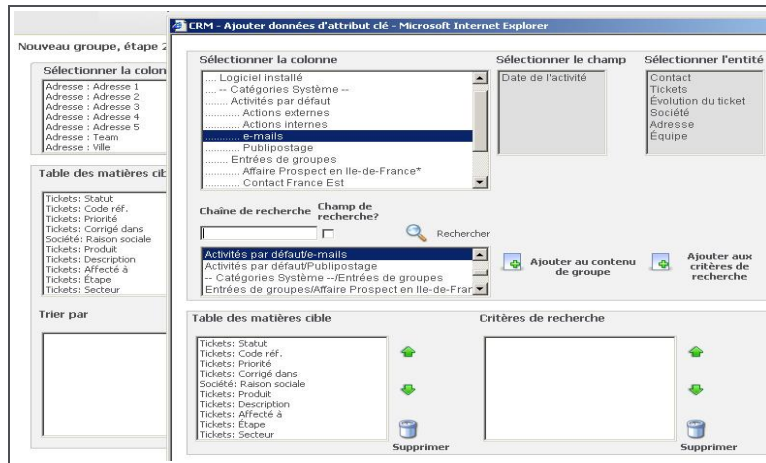 CRM - Ajouter données d'attribut clé - Microsoft Internet Explorer
Nouveau groupe, étape 2
Sélectionner la colon
Adresse : Adresse 1
Adresse : Adresse 2
Adresse : Adresse 3
Adresse : Adresse 4
Adresse : Adresse 5
Adresse : Team
Adresse : Ville
Table des matières cib
Tickets: Statut
Tickets: Code réf.
Tickets: Priorité
Tickets: Corrigé dans
Société: Raison sociale
Tickets: Produit
Tickets: Description
Tickets: Affecté à
Tickets: Étape
Tickets: Secteur
Trier par
Sélectionner la colonne
.... Logiciel installé
.... -- Catégories Système --
........ Activités par défaut
............ Actions externes
............ Actions internes
............ e-mails
............ Publipostage
........ Entrées de groupes
............ Affaire Prospect en Ile-de-France*
............ Contact France Est
Sélectionner le champ
Date de l'activité
Sélectionner l'entité
Contact
Tickets
Évolution du ticket
Société
Adresse
Équipe
Chaîne de recherche
Champ de recherche?
Rechercher
Activités par défaut/e-mails
Activités par défaut/Publipostage
-- Catégories Système --/Entrées de groupes
Entrées de groupes/Affaire Prospect en Ile-de-Fran
Ajouter au contenu
de groupe
Ajouter aux
critères de
recherche
Table des matières cible
Tickets: Statut
Tickets: Code réf.
Tickets: Priorité
Tickets: Corrigé dans
Société: Raison sociale
Tickets: Produit
Tickets: Description
Tickets: Affecté à
Tickets: Étape
Tickets: Secteur
Supprimer
Critères de recherche
Supprimer